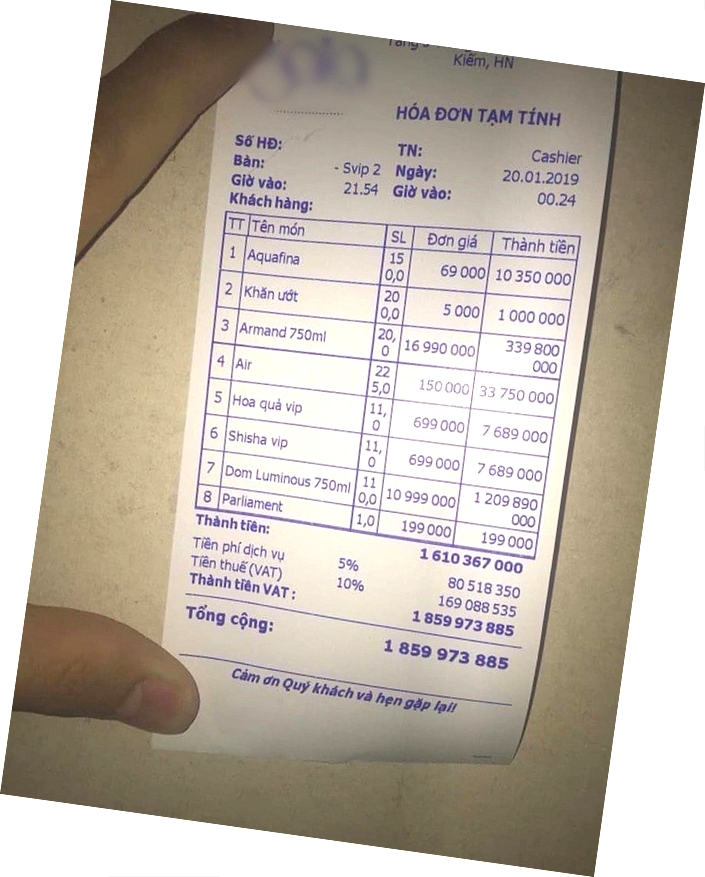 Kiếm, HN
HÓA ĐƠN TẠM TÍNH
Số HĐ: TN: Cashier
Bàn: - Svip 2 Ngày: 20.01.2019
Giờ vào: 21.54 Giờ vào: 00.24
Khách hàng:
TT Tên món SL Đơn giá Thành tiền
1 Aquafina 150,0 69 000 10 350 000
2 Khăn ướt 200,0 5 000 1 000 000
3 Armand 750ml 20,0 16 990 000 339 800 000
4 Air 225,0 150 000 33 750 000
5 Hoa quả vip 11,0 699 000 7 689 000
6 Shisha vip 11,0 699 000 7 689 000
7 Dom Luminous 750ml 110,0 10 999 000 1 209 890 000
8 Parliament 1,0 199 000 199 000
Thành tiền: 1 610 367 000
Tiền phí dịch vụ 5% 80 518 350
Tiền thuế (VAT) 10% 169 088 535
Thành tiền VAT : 1 859 973 885
Tổng cộng: 1 859 973 885
Cảm ơn Quý khách và hẹn gặp lại!